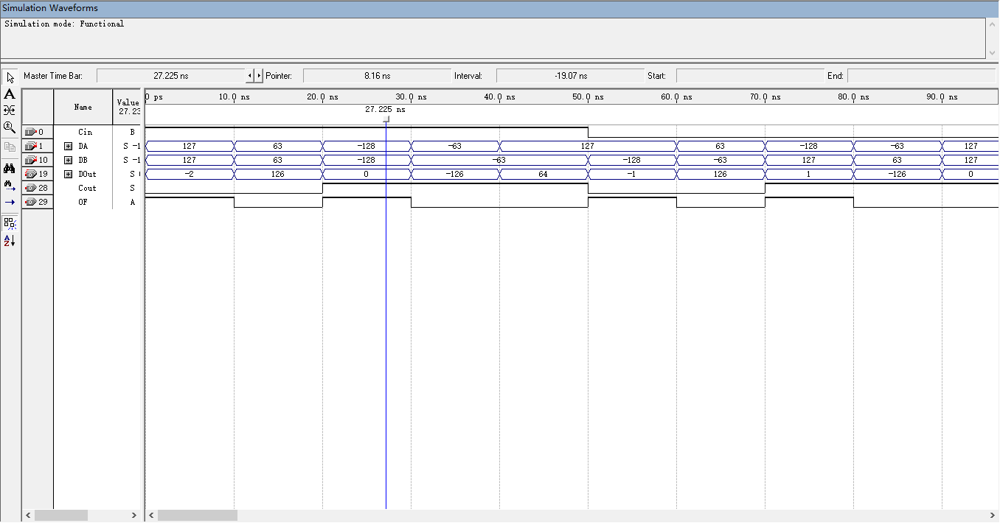 Simulation Waveforms
Simulation mode: Functional
Master Time Bar: 27.225 ns Pointer: 8.16 ns Interval: -19.07 ns Start: End:
Name Value 27.23 0 ps 10.0 ns 20.0 ns 30.0 ns 40.0 ns 50.0 ns 60.0 ns 70.0 ns 80.0 ns 90.0 ns
27.225 ns
0 Cin B
1 DA S -1 127 63 -128 -63 127 63 -128 -63 127
10 DB S -1 127 63 -128 -63 -128 -63 127 63 127
19 DOut S -2 126 0 -126 64 -1 126 1 -126 0
28 Cout S
29 OF A